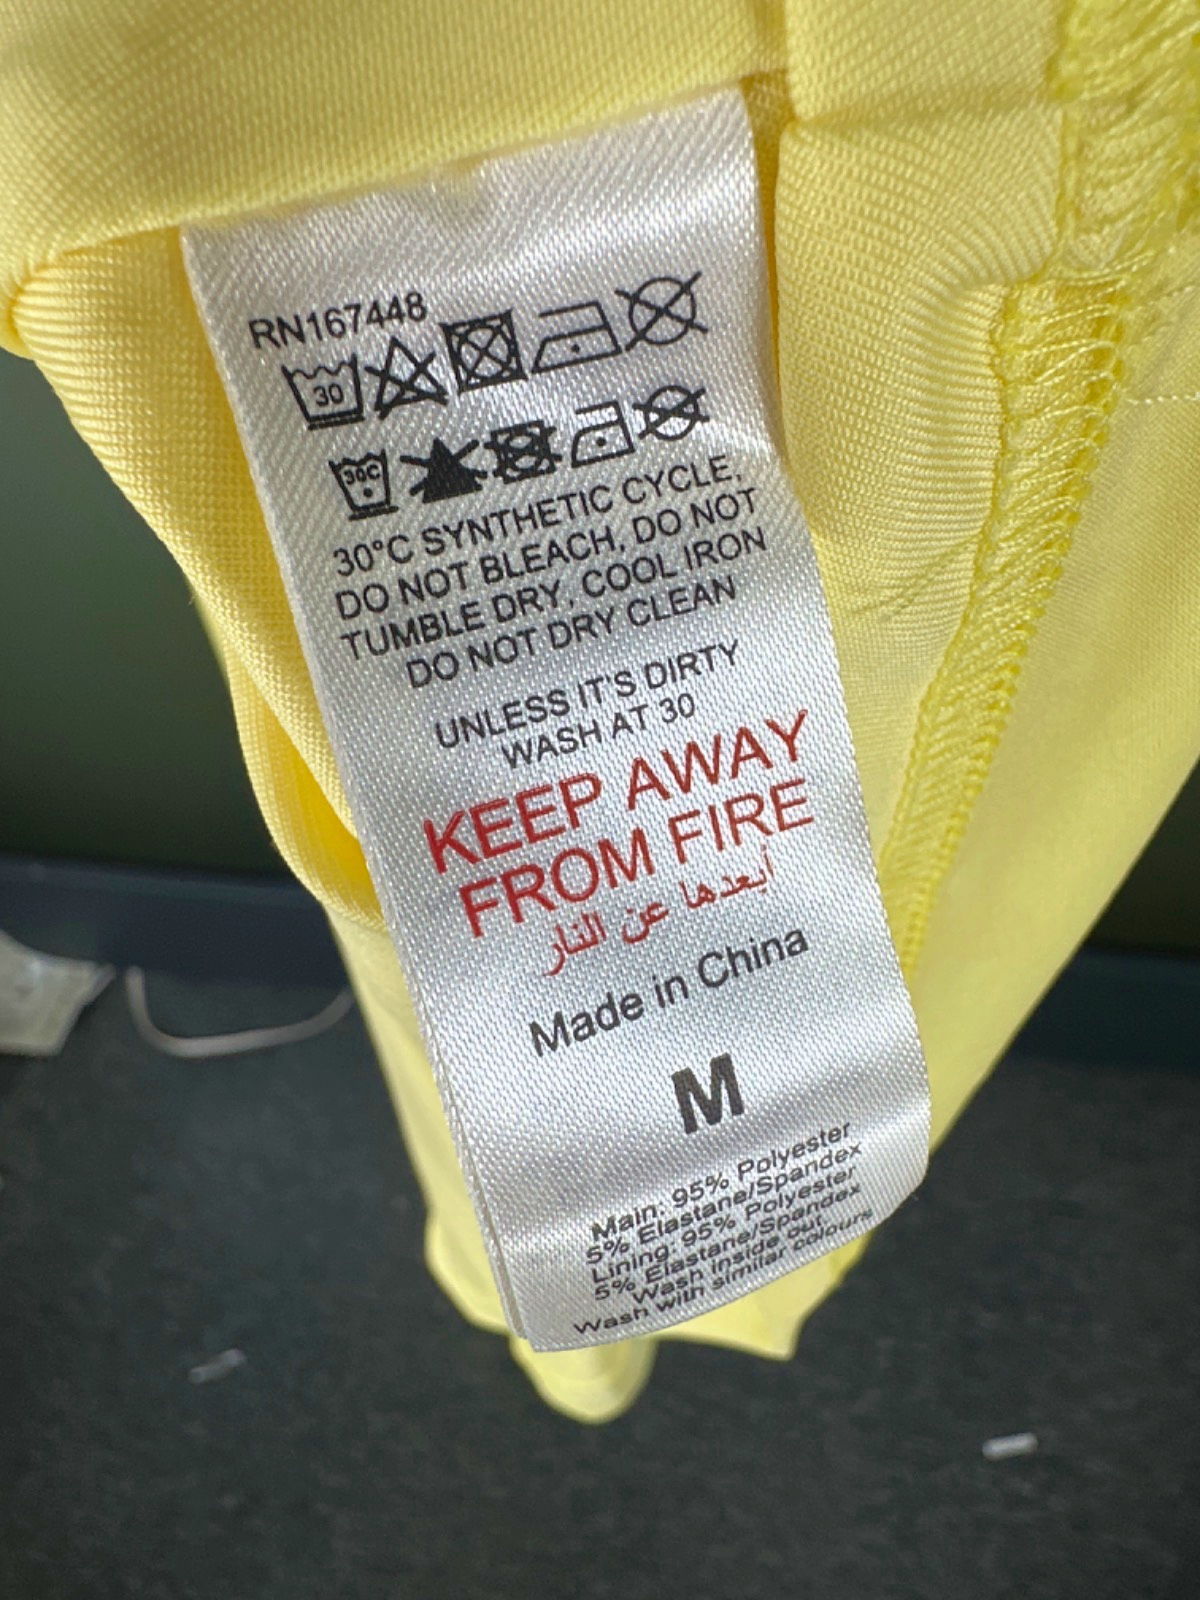 RN167448
30
30C
30°C SYNTHETIC CYCLE,
DO NOT BLEACH, DO NOT
TUMBLE DRY, COOL IRON
DO NOT DRY CLEAN
UNLESS IT'S DIRTY
WASH AT 30
KEEP AWAY
FROM FIRE
أبعدها عن النار
Made in China
M
Main: 95% Polyester
5% Elastane/Spandex
Lining: 95% Polyester
5% Elastane/Spandex
Wash inside out
Wash with similar colours